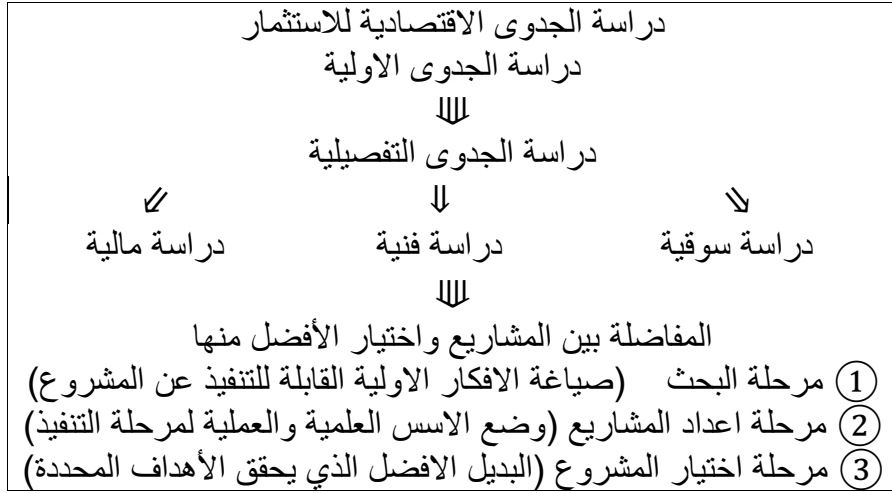 دراسة الجدوى الاقتصادية للاستثمار
دراسة الجدوى الاولية
⟱
دراسة الجدوى التفصيلية
⇘ ⇓ ⇙
دراسة سوقية دراسة فنية دراسة مالية
⟱
المفاضلة بين المشاريع واختيار الأفضل منها
① مرحلة البحث (صياغة الافكار الاولية القابلة للتنفيذ عن المشروع)
② مرحلة اعداد المشاريع (وضع الاسس العلمية والعملية لمرحلة التنفيذ)
③ مرحلة اختيار المشروع (البديل الافضل الذي يحقق الأهداف المحددة)